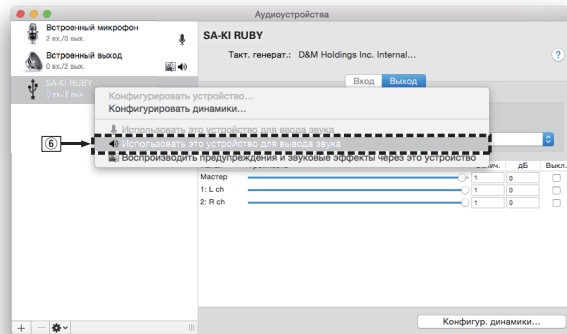 Аудиоустройства
Встроенный микрофон
2 вх./0 вых.
Встроенный выход
0 вх./2 вых.
SA-KI RUBY
0 вх./8 вых.
SA-KI RUBY
Такт. генерат.: D&M Holdings Inc. Internal...
?
Вход Выход
Конфигурировать устройство...
Конфигурировать динамики...
Использовать это устройство для ввода звука
⑥ Использовать это устройство для вывода звука
Воспроизводить предупреждения и звуковые эффекты через это устройство
дБ Выкл.
Мастер 1 0
1: L ch 1 0
2: R ch 1 0
Конфигур. динамики...